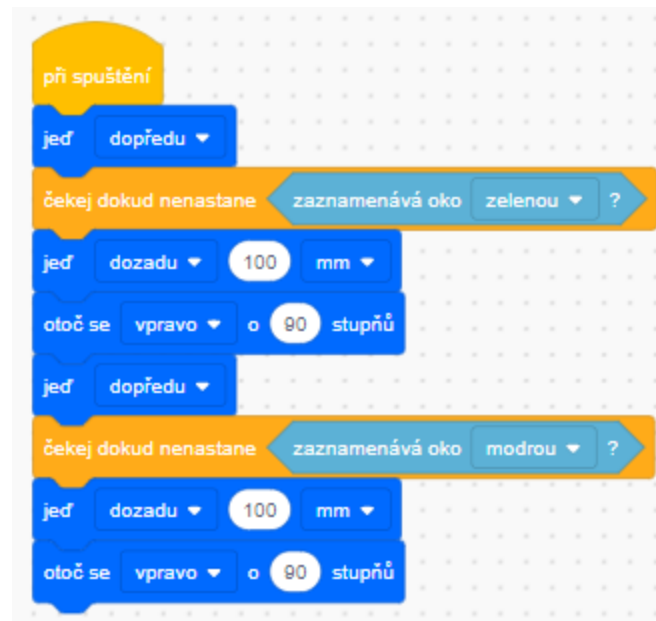 při spuštění
jeď dopředu
čekej dokud nenastane zaznamenává oko zelenou ?
jeď dozadu 100 mm
otoč se vpravo o 90 stupňů
jeď dopředu
čekej dokud nenastane zaznamenává oko modrou ?
jeď dozadu 100 mm
otoč se vpravo o 90 stupňů